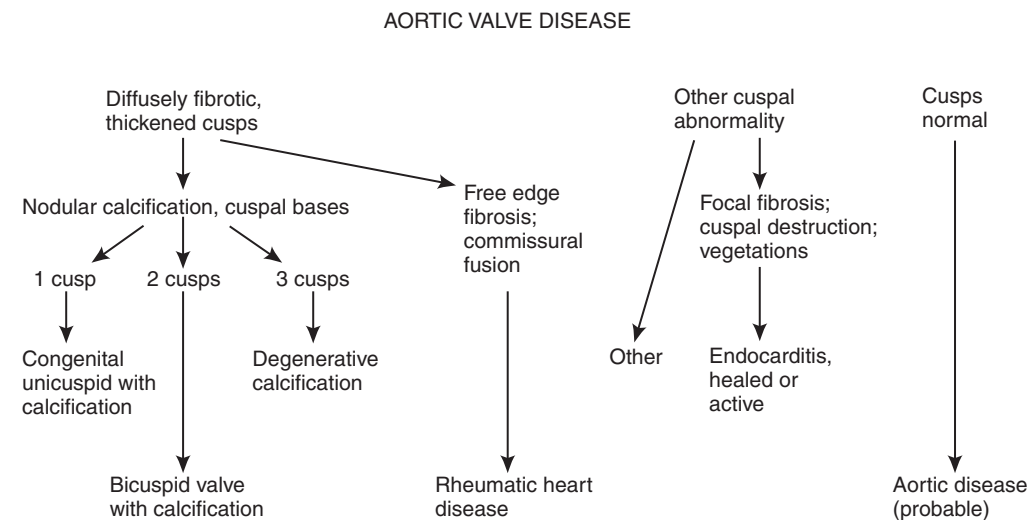 AORTIC VALVE DISEASE
Diffusely fibrotic,
thickened cusps
Other cuspal
abnormality
Cusps
normal
Nodular calcification, cuspal bases
Free edge
fibrosis;
commissural
fusion
Focal fibrosis;
cuspal destruction;
vegetations
1 cusp
2 cusps
3 cusps
Congenital
unicuspid with
calcification
Degenerative
calcification
Other
Endocarditis,
healed or
active
Bicuspid valve
with calcification
Rheumatic heart
disease
Aortic disease
(probable)